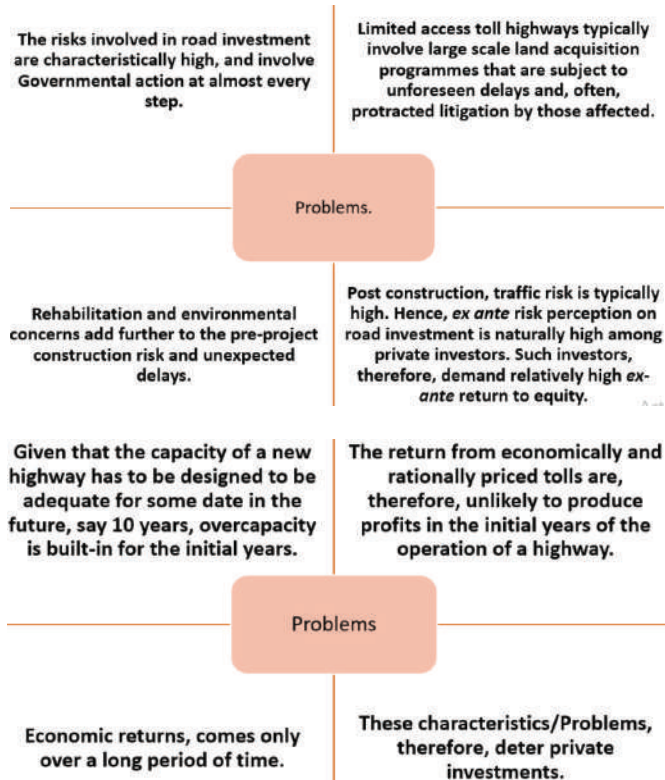 The risks involved in road investment
are characteristically high, and involve
Governmental action at almost every
step.
Limited access toll highways typically
involve large scale land acquisition
programmes that are subject to
unforeseen delays and, often,
protracted litigation by those affected.
Problems.
Rehabilitation and environmental
concerns add further to the pre-project
construction risk and unexpected
delays.
Post construction, traffic risk is typically
high. Hence, ex ante risk perception on
road investment is naturally high among
private investors. Such investors,
therefore, demand relatively high ex-
ante return to equity.
Given that the capacity of a new
highway has to be designed to be
adequate for some date in the
future, say 10 years, overcapacity
is built-in for the initial years.
The return from economically and
rationally priced tolls are,
therefore, unlikely to produce
profits in the initial years of the
operation of a highway.
Problems
Economic returns, comes only
over a long period of time.
These characteristics/Problems,
therefore, deter private
investments.